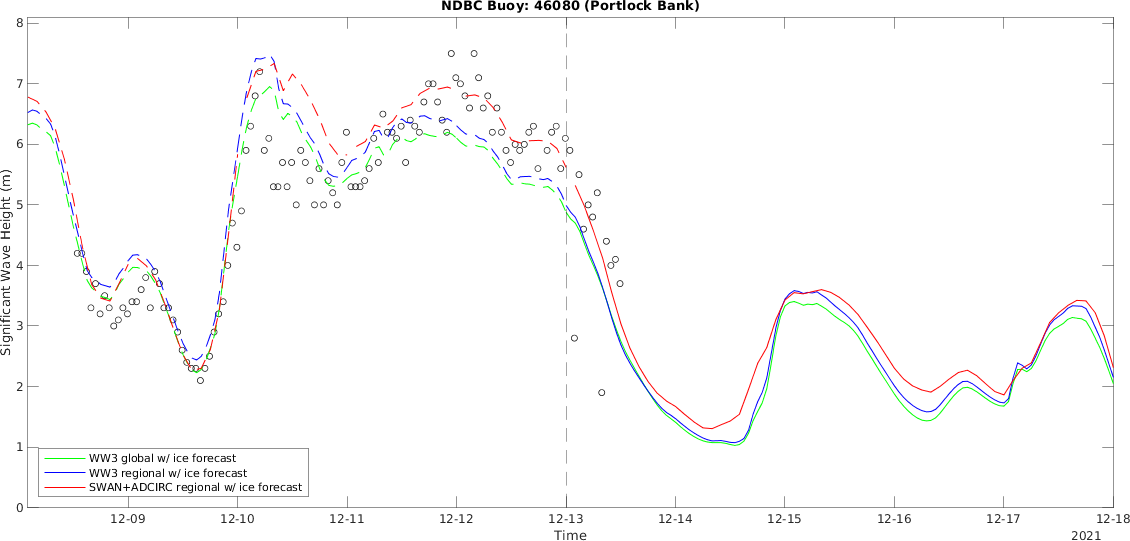 NDBC Buoy: 46080 (Portlock Bank)
8
7
6
5
4
3
2
1
0
Significant Wave Height (m)
WW3 global w/ ice forecast
WW3 regional w/ ice forecast
SWAN+ADCIRC regional w/ ice forecast
12-09 12-10 12-11 12-12 12-13 12-14 12-15 12-16 12-17 12-18
Time
2021